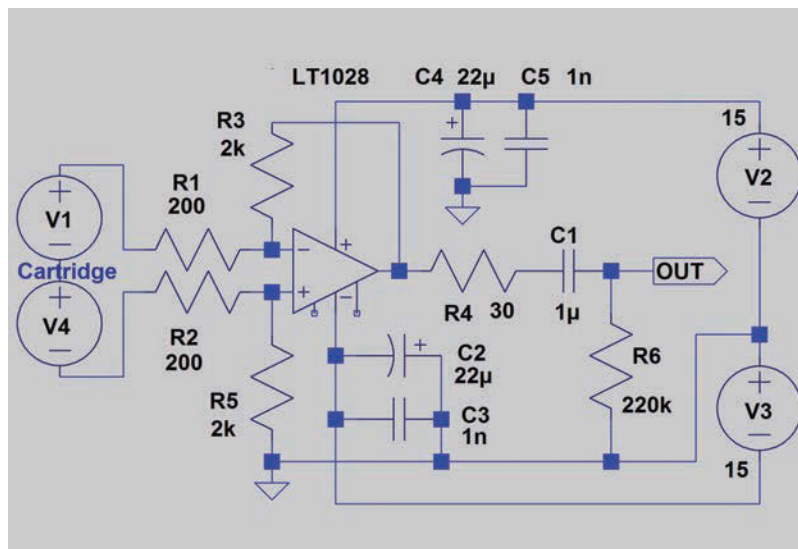 LT1028
C4 22µ C5 1n
R3
2k
15
R1
200
V1
V2
Cartridge
C1
OUT
V4
R2
200
R4 30
1µ
R6
220k
C2
22µ
R5
2k
C3
1n
V3
15